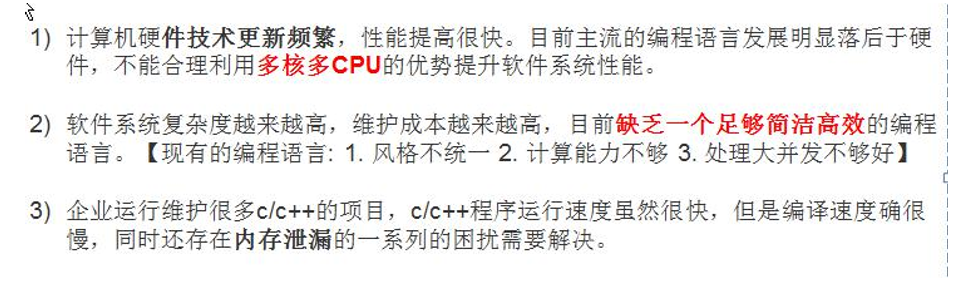 1) 计算机硬件技术更新频繁，性能提高很快。目前主流的编程语言发展明显落后于硬
件，不能合理利用多核多CPU的优势提升软件系统性能。
2) 软件系统复杂度越来越高，维护成本越来越高，目前缺乏一个足够简洁高效的编程
语言。【现有的编程语言: 1. 风格不统一 2. 计算能力不够 3. 处理大并发不够好】
3) 企业运行维护很多c/c++的项目，c/c++程序运行速度虽然很快，但是编译速度确很
慢，同时还存在内存泄漏的一系列的困扰需要解决。